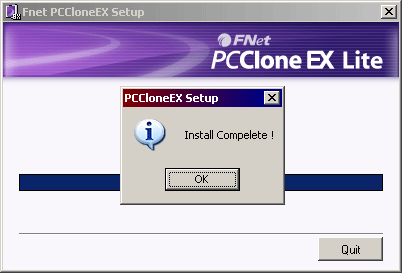 Fnet PCCloneEX Setup
FNet
PCClone EX Lite
PCCloneEX Setup
Install Compelete !
OK
Quit